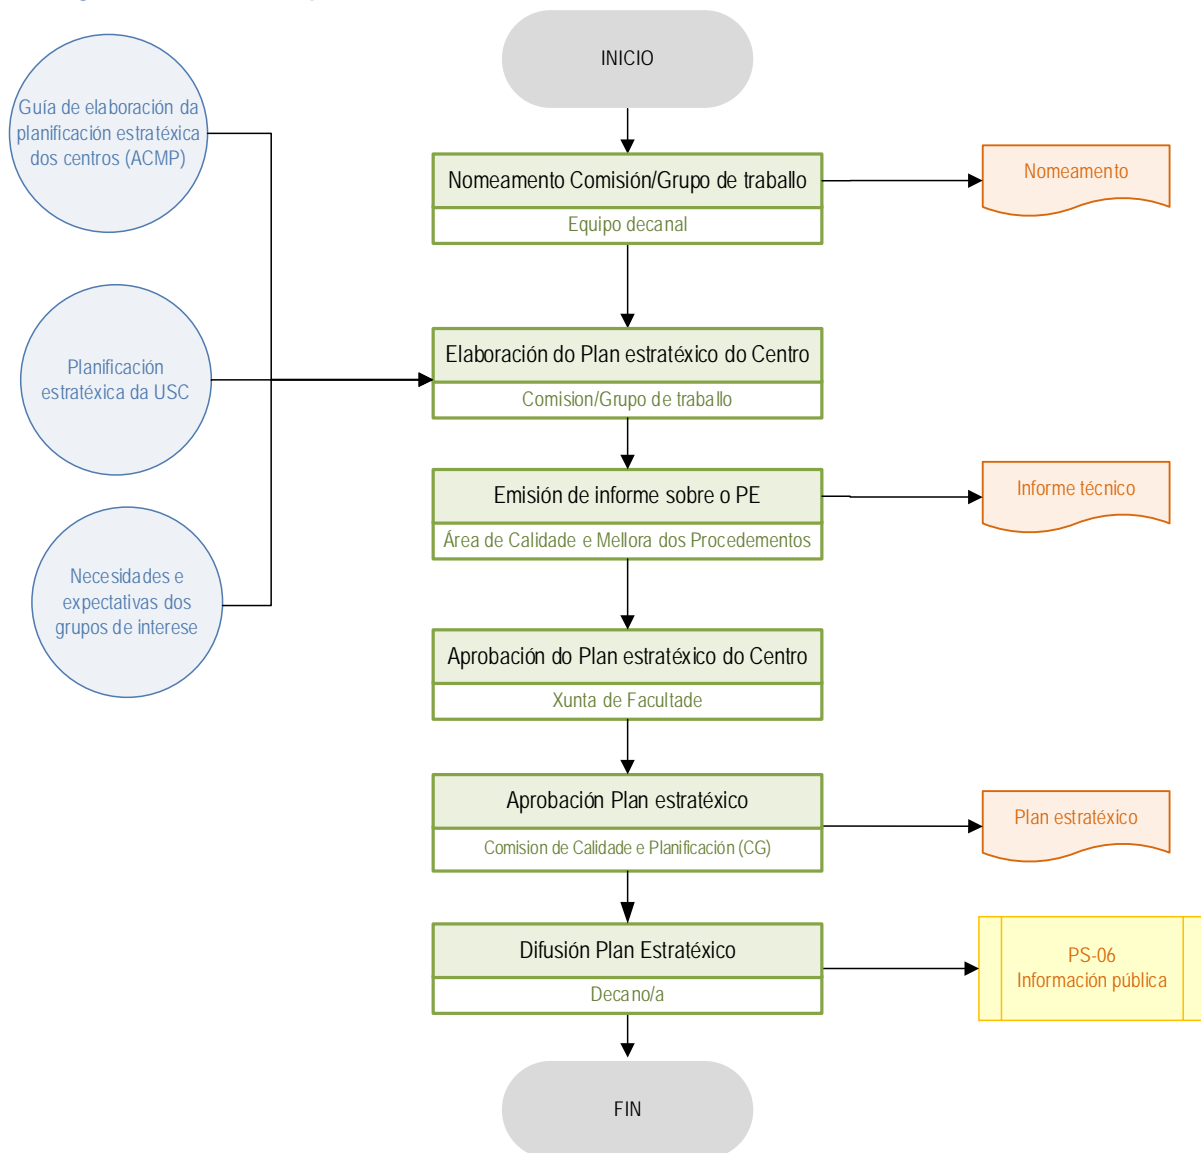 INICIO
Guía de elaboración da
planificación estratéxica
dos centros (ACMP)
Nomeamento Comisión/Grupo de traballo
Equipo decanal
Nomeamento
Planificación
estratéxica da USC
Elaboración do Plan estratéxico do Centro
Comision/Grupo de traballo
Emisión de informe sobre o PE
Área de Calidade e Mellora dos Procedementos
Informe técnico
Necesidades e
expectativas dos
grupos de interese
Aprobación do Plan estratéxico do Centro
Xunta de Facultade
Aprobación Plan estratéxico
Comision de Calidade e Planificación (CG)
Plan estratéxico
Difusión Plan Estratéxico
Decano/a
PS-06
Información pública
FIN